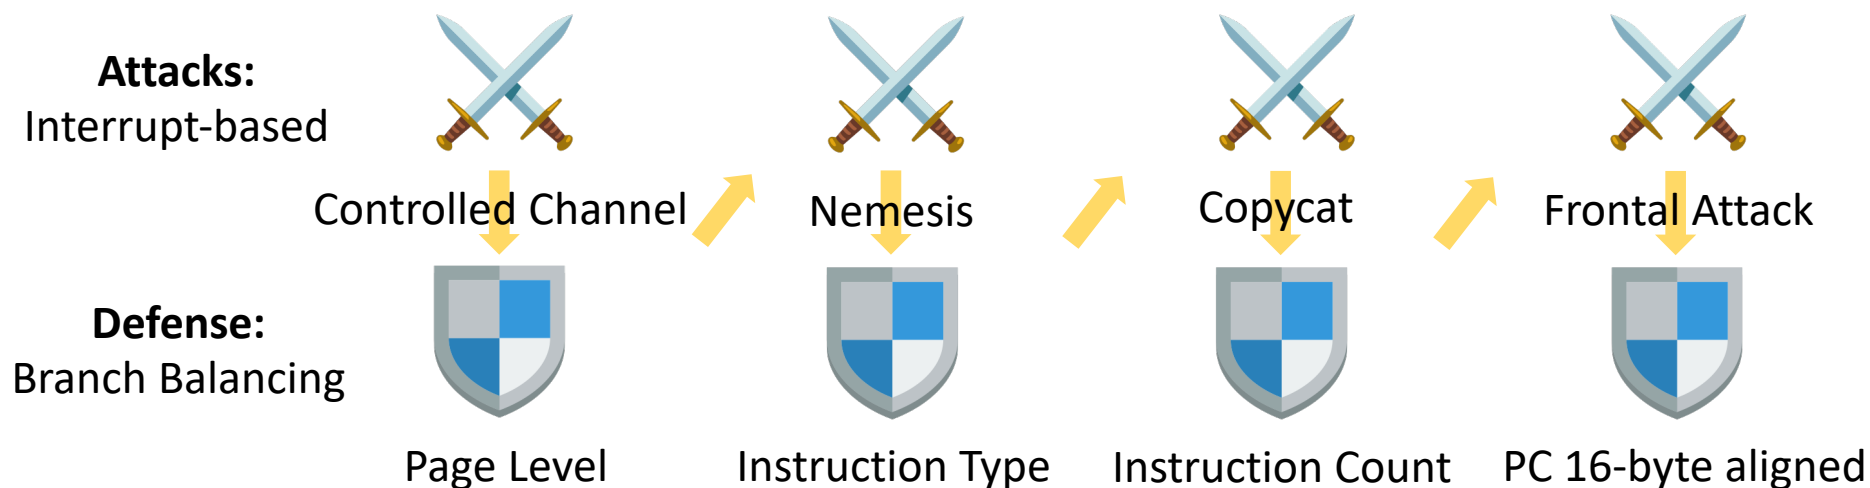 Attacks:
Interrupt-based
Controlled Channel
Nemesis
Copycat
Frontal Attack
Defense:
Branch Balancing
Page Level
Instruction Type
Instruction Count
PC 16-byte aligned